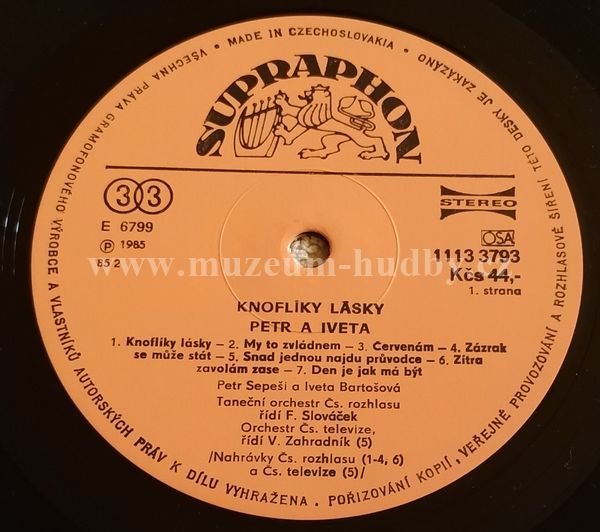 VŠECHNA PRÁVA GRAMOFONOVÉHO VÝROBCE A VLASTNÍKŮ AUTORSKÝCH PRÁV K DÍLU VYHRAŽENA • POŘIZOVÁNÍ KOPIÍ, VEŘEJNÉ PROVOZOVÁNÍ A ROZHLASOVÉ ŠÍŘENÍ TÉTO DESKY JE ZAKÁZÁNO
• MADE IN CZECHOSLOVAKIA •
SUPRAPHON
33
STEREO
E 6799
℗ 1985
85 2
OSA
1113 3793
Kčs 44,-
1. strana
www.muzeum-hudby.cz
KNOFLÍKY LÁSKY
PETR A IVETA
1. Knoflíky lásky – 2. My to zvládnem – 3. Červenám – 4. Zázrak
se může stát – 5. Snad jednou najdu průvodce – 6. Zítra
zavolám zase – 7. Den je jak má být
Petr Sepeši a Iveta Bartošová
Taneční orchestr Čs. rozhlasu
řídí F. Slováček
Orchestr Čs. televize,
řídí V. Zahradník (5)
/Nahrávky Čs. rozhlasu (1-4, 6)
a Čs. televize (5)/